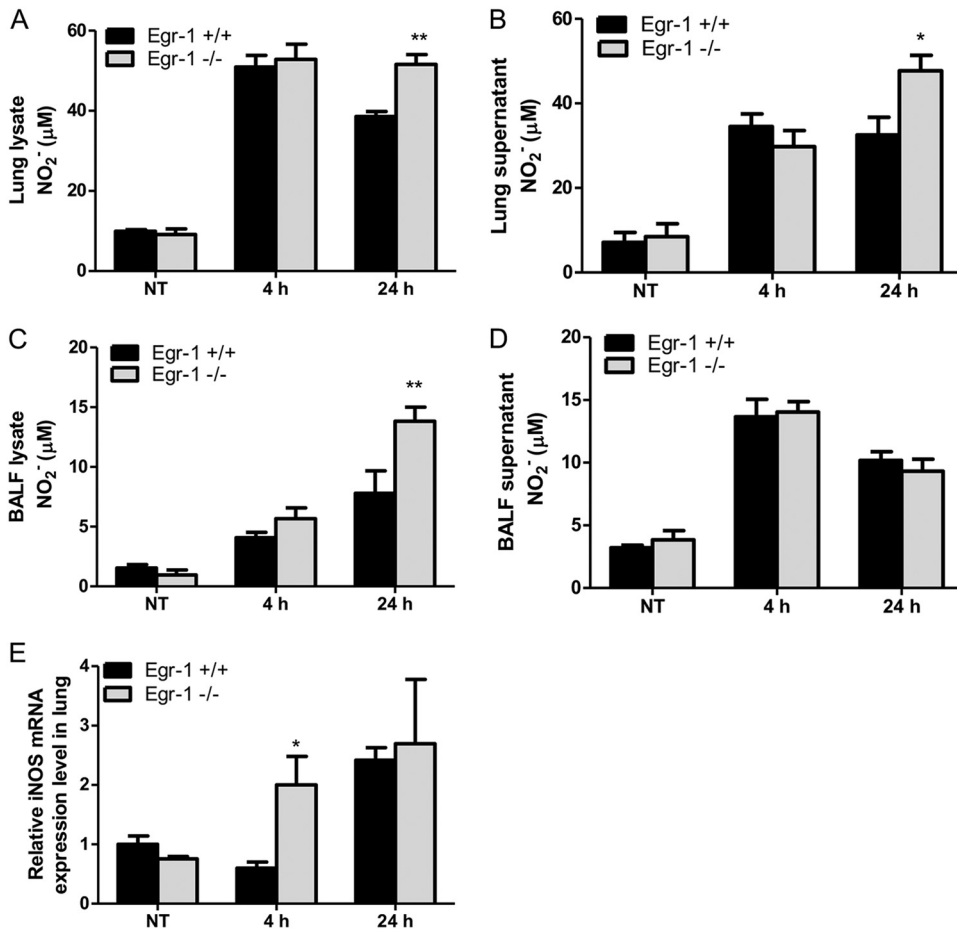 A
Egr-1 +/+
Egr-1 -/-
**
Lung lysate
NO₂⁻ (μM)
60
40
20
0
NT
4 h
24 h
B
Egr-1 +/+
Egr-1 -/-
*
Lung supernatant
NO₂⁻ (μM)
60
40
20
0
NT
4 h
24 h
C
Egr-1 +/+
Egr-1 -/-
**
BALF lysate
NO₂⁻ (μM)
20
15
10
5
0
NT
4 h
24 h
D
Egr-1 +/+
Egr-1 -/-
BALF supernatant
NO₂⁻ (μM)
20
15
10
5
0
NT
4 h
24 h
E
Egr-1 +/+
Egr-1 -/-
*
Relative iNOS mRNA
expression level in lung
4
3
2
1
0
NT
4 h
24 h